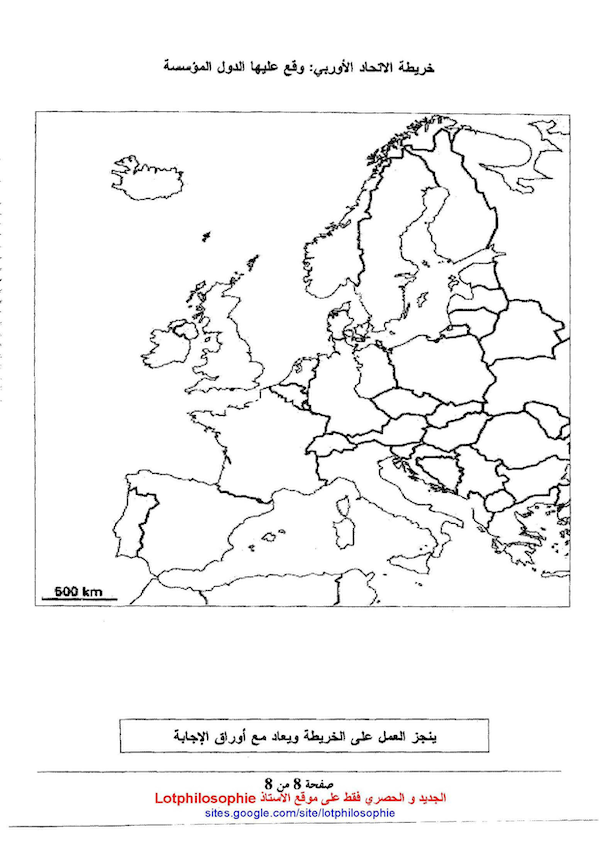 خريطة الاتحاد الأوربي: وقع عليها الدول المؤسسة
600 km
ينجز العمل على الخريطة ويعاد مع أوراق الإجابة
صفحة 8 من 8
الجديد و الحصري فقط على موقع الأستاذ Lotphilosophie
sites.google.com/site/lotphilosophie